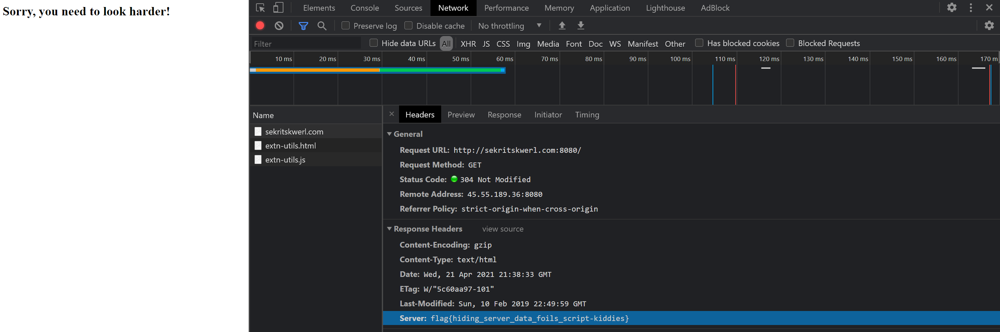 Sorry, you need to look harder!
Elements Console Sources Network Performance Memory Application Lighthouse AdBlock
Preserve log Disable cache No throttling
Filter Hide data URLs All XHR JS CSS Img Media Font Doc WS Manifest Other Has blocked cookies Blocked Requests
10 ms 20 ms 30 ms 40 ms 50 ms 60 ms 70 ms 80 ms 90 ms 100 ms 110 ms 120 ms 130 ms 140 ms 150 ms 160 ms 170 m
Name
sekritskwerl.com
extn-utils.html
extn-utils.js
Headers Preview Response Initiator Timing
General
Request URL: http://sekritskwerl.com:8080/
Request Method: GET
Status Code: 304 Not Modified
Remote Address: 45.55.189.36:8080
Referrer Policy: strict-origin-when-cross-origin
Response Headers view source
Content-Encoding: gzip
Content-Type: text/html
Date: Wed, 21 Apr 2021 21:38:33 GMT
ETag: W/"5c60aa97-101"
Last-Modified: Sun, 10 Feb 2019 22:49:59 GMT
Server: flag{hiding_server_data_foils_script-kiddies}